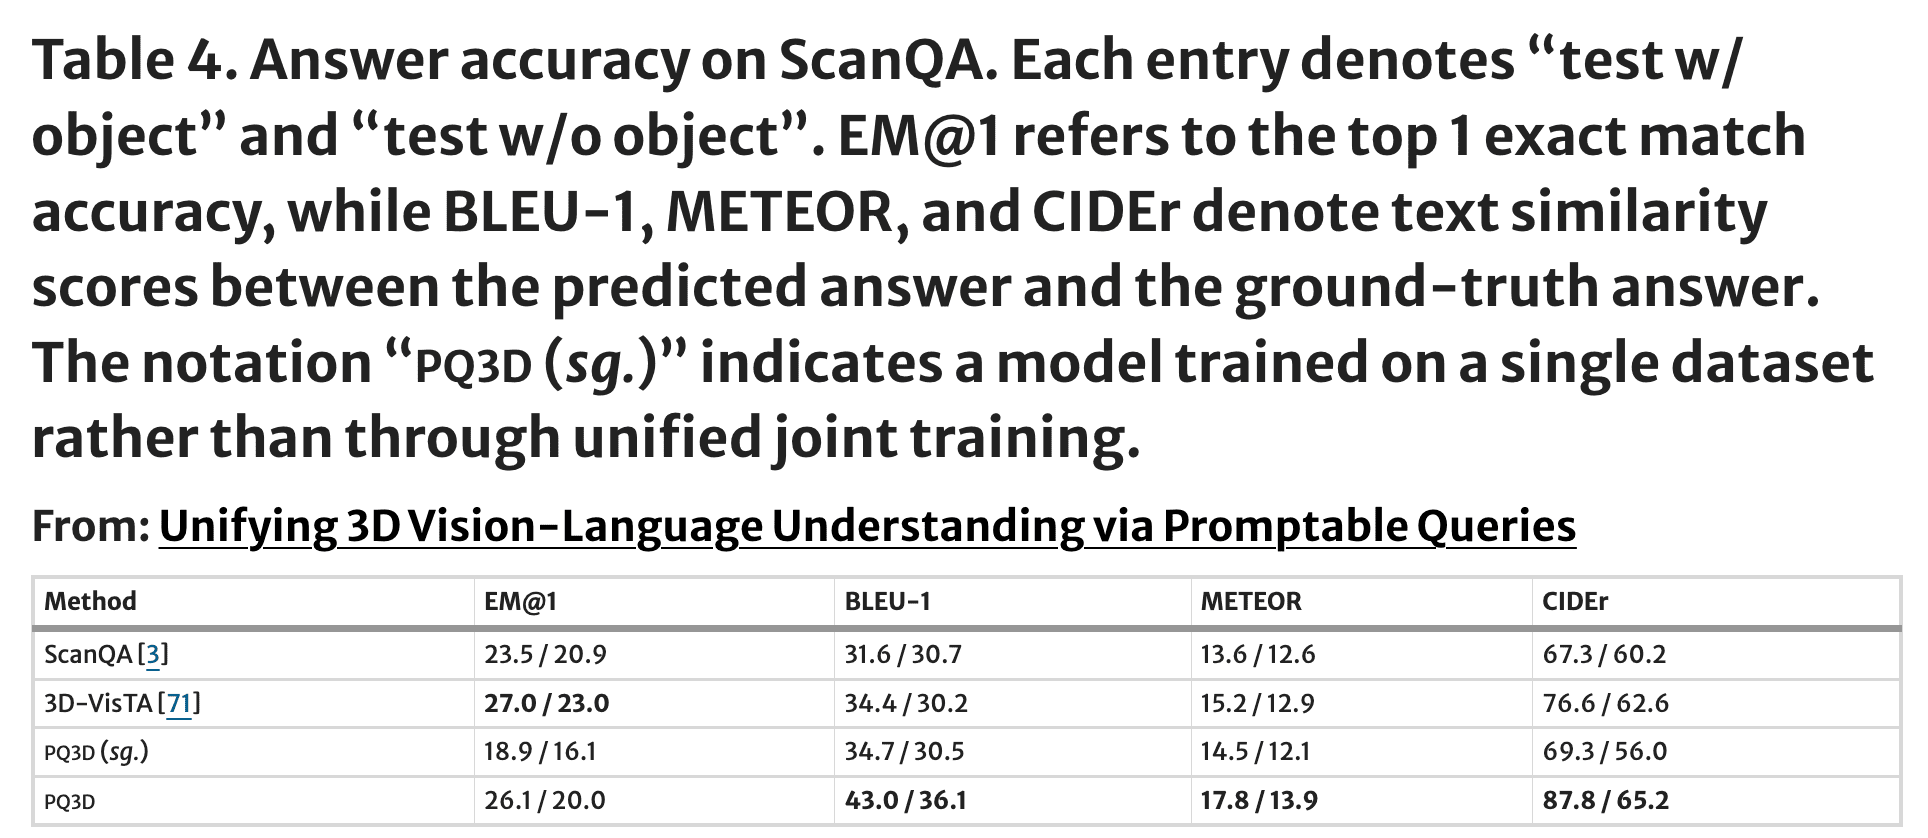 Table 4. Answer accuracy on ScanQA. Each entry denotes “test w/
object” and “test w/o object”. EM@1 refers to the top 1 exact match
accuracy, while BLEU-1, METEOR, and CIDEr denote text similarity
scores between the predicted answer and the ground-truth answer.
The notation “PQ3D (sg.)” indicates a model trained on a single dataset
rather than through unified joint training.
From: Unifying 3D Vision-Language Understanding via Promptable Queries
Method EM@1 BLEU-1 METEOR CIDEr
ScanQA [3] 23.5 / 20.9 31.6 / 30.7 13.6 / 12.6 67.3 / 60.2
3D-VisTA [71] 27.0 / 23.0 34.4 / 30.2 15.2 / 12.9 76.6 / 62.6
PQ3D (sg.) 18.9 / 16.1 34.7 / 30.5 14.5 / 12.1 69.3 / 56.0
PQ3D 26.1 / 20.0 43.0 / 36.1 17.8 / 13.9 87.8 / 65.2